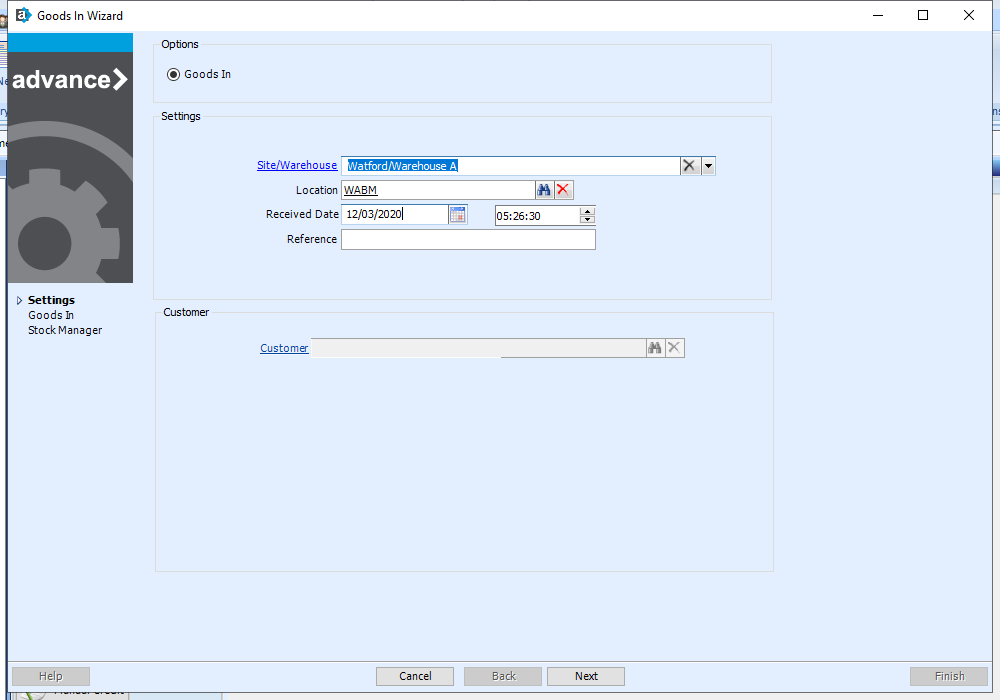 Goods In Wizard
Options
advance
Goods In
Settings
Site/Warehouse Watford/Warehouse A
Location WABM
Received Date 12/03/2020 05:26:30
Reference
Settings
Goods In
Stock Manager
Customer
Customer
Help Cancel Back Next Finish